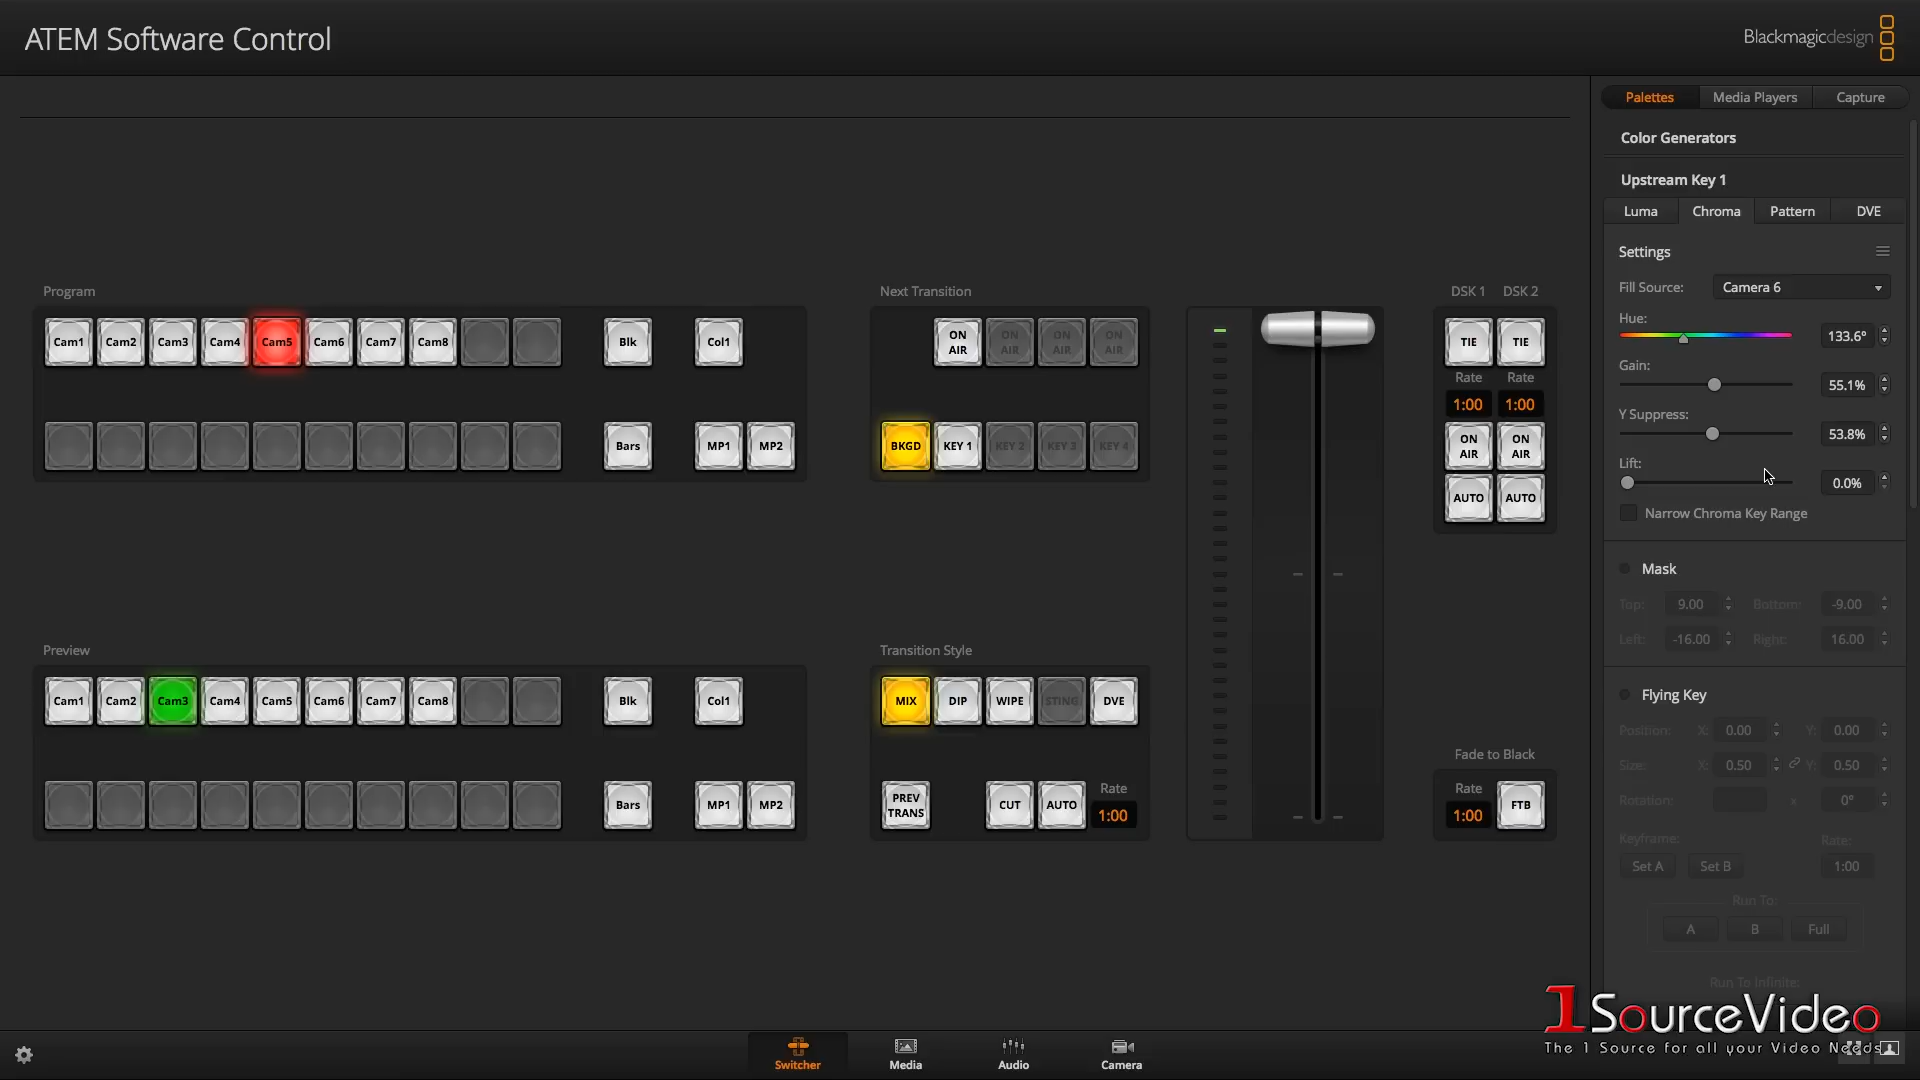 ATEM Software Control
Blackmagicdesign
Palettes Media Players Capture
Color Generators
Upstream Key 1
Luma Chroma Pattern DVE
Settings
Fill Source: Camera 6
Hue:
133.6°
Gain:
55.1%
Y Suppress:
53.8%
Lift:
0.0%
Narrow Chroma Key Range
Mask
Top: 9.00 Bottom: -9.00
Left: -16.00 Right: 16.00
Flying Key
Position: X: 0.00 Y: 0.00
Size: X: 0.50 Y: 0.50
Rotation: x 0°
Keyframe: Rate:
Set A Set B 1:00
Run To:
A B Full
Run To Infinite:
Program
Cam1 Cam2 Cam3 Cam4 Cam5 Cam6 Cam7 Cam8 Blk Col1
Bars MP1 MP2
Next Transition
ON AIR ON AIR ON AIR ON AIR
BKGD KEY 1 KEY 2 KEY 3 KEY 4
DSK 1 DSK 2
TIE TIE
Rate Rate
1:00 1:00
ON AIR ON AIR
AUTO AUTO
Preview
Cam1 Cam2 Cam3 Cam4 Cam5 Cam6 Cam7 Cam8 Blk Col1
Bars MP1 MP2
Transition Style
MIX DIP WIPE STING DVE
PREV TRANS CUT AUTO Rate
1:00
Fade to Black
Rate FTB
1:00
Switcher Media Audio Camera
1SourceVideo
The 1 Source for all your Video Needs